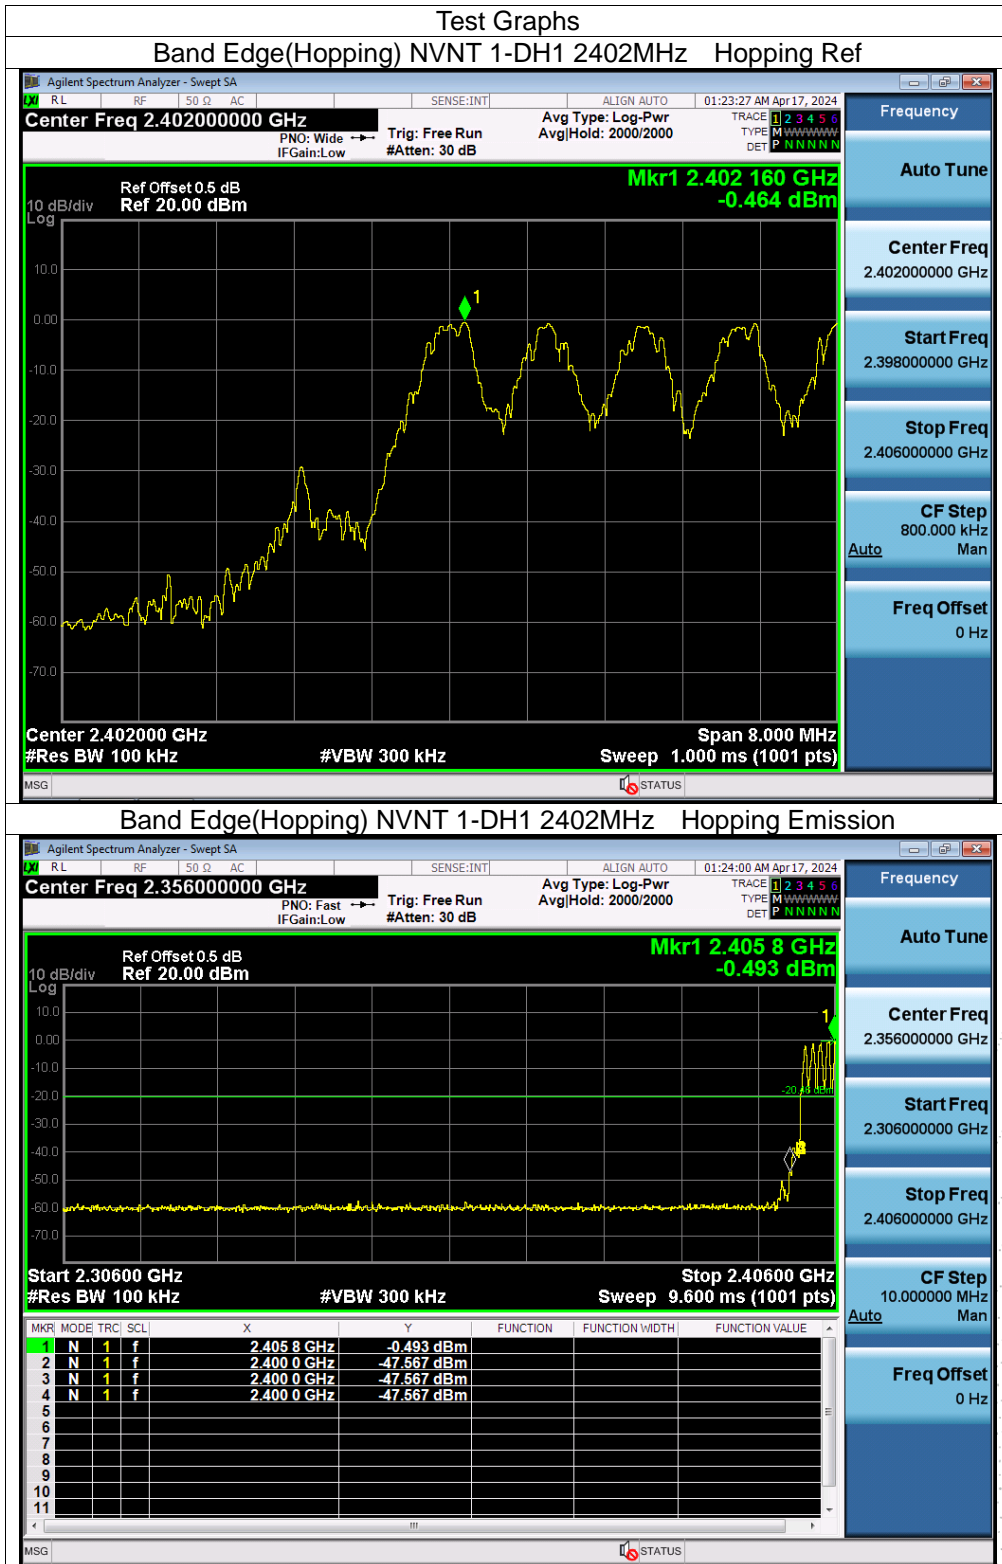 Test Graphs
Band Edge(Hopping) NVNT 1-DH1 2402MHz Hopping Ref
Agilent Spectrum Analyzer - Swept SA
LXI RL RF 50 Ω AC SENSE:INT ALIGN AUTO 01:23:27 AM Apr 17, 2024
Center Freq 2.402000000 GHz
PNO: Wide
IFGain:Low
Trig: Free Run
#Atten: 30 dB
Avg Type: Log-Pwr
Avg|Hold: 2000/2000
TRACE 1 2 3 4 5 6
TYPE M WWWWW
DET P N N N N N
Frequency
Auto Tune
Center Freq
2.402000000 GHz
Start Freq
2.398000000 GHz
Stop Freq
2.406000000 GHz
CF Step
800.000 kHz
Auto Man
Freq Offset
0 Hz
Mkr1 2.402 160 GHz
-0.464 dBm
Ref Offset 0.5 dB
10 dB/div Ref 20.00 dBm
Log
10.0
0.00
-10.0
-20.0
-30.0
-40.0
-50.0
-60.0
-70.0
1
Center 2.402000 GHz Span 8.000 MHz
#Res BW 100 kHz #VBW 300 kHz Sweep 1.000 ms (1001 pts)
MSG STATUS
Band Edge(Hopping) NVNT 1-DH1 2402MHz Hopping Emission
Agilent Spectrum Analyzer - Swept SA
LXI RL RF 50 Ω AC SENSE:INT ALIGN AUTO 01:24:00 AM Apr 17, 2024
Center Freq 2.356000000 GHz
PNO: Fast
IFGain:Low
Trig: Free Run
#Atten: 30 dB
Avg Type: Log-Pwr
Avg|Hold: 2000/2000
TRACE 1 2 3 4 5 6
TYPE M WWWWW
DET P N N N N N
Frequency
Auto Tune
Center Freq
2.356000000 GHz
Start Freq
2.306000000 GHz
Stop Freq
2.406000000 GHz
CF Step
10.000000 MHz
Auto Man
Freq Offset
0 Hz
Mkr1 2.405 8 GHz
-0.493 dBm
Ref Offset 0.5 dB
10 dB/div Ref 20.00 dBm
Log
10.0
0.00
-10.0
-20.0
-30.0
-40.0
-50.0
-60.0
-70.0
1
-20.46 dBm
Start 2.30600 GHz Stop 2.40600 GHz
#Res BW 100 kHz #VBW 300 kHz Sweep 9.600 ms (1001 pts)
MKR MODE TRC SCL X Y FUNCTION FUNCTION WIDTH FUNCTION VALUE
1 N 1 f 2.405 8 GHz -0.493 dBm
2 N 1 f 2.400 0 GHz -47.567 dBm
3 N 1 f 2.400 0 GHz -47.567 dBm
4 N 1 f 2.400 0 GHz -47.567 dBm
5
6
7
8
9
10
11
MSG STATUS